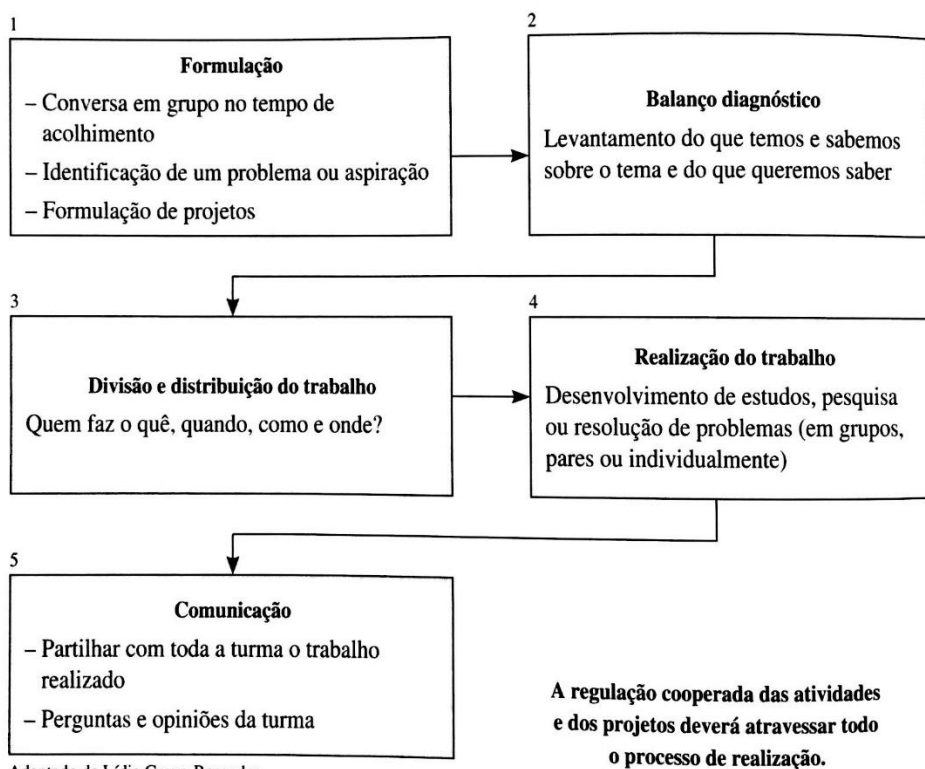 1
Formulação
– Conversa em grupo no tempo de
acolhimento
– Identificação de um problema ou aspiração
– Formulação de projetos
2
Balanço diagnóstico
Levantamento do que temos e sabemos
sobre o tema e do que queremos saber
3
Divisão e distribuição do trabalho
Quem faz o quê, quando, como e onde?
4
Realização do trabalho
Desenvolvimento de estudos, pesquisa
ou resolução de problemas (em grupos,
pares ou individualmente)
5
Comunicação
– Partilhar com toda a turma o trabalho
realizado
– Perguntas e opiniões da turma
A regulação cooperada das atividades
e dos projetos deverá atravessar todo
o processo de realização.